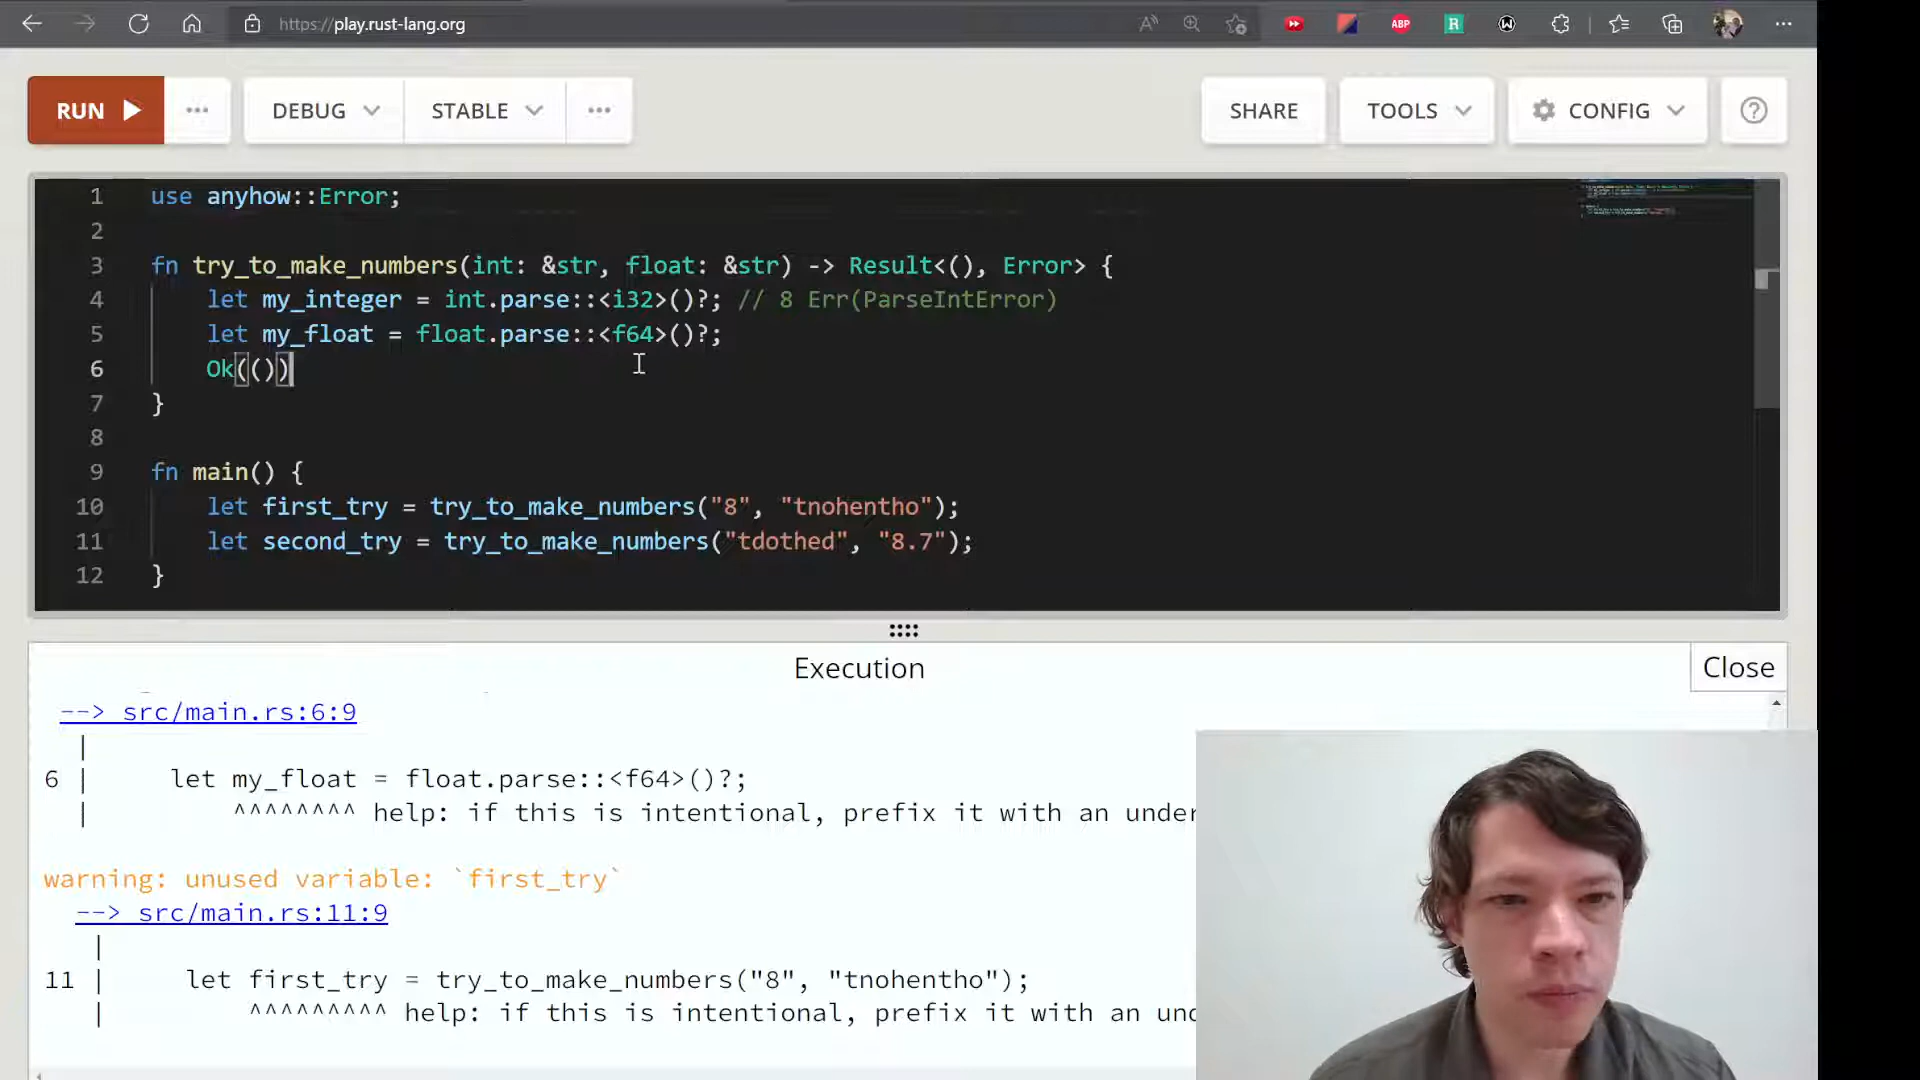 https://play.rust-lang.org
ABP
R
W
RUN
DEBUG
STABLE
SHARE
TOOLS
CONFIG
?
1 use anyhow::Error;
2
3 fn try_to_make_numbers(int: &str, float: &str) -> Result<(), Error> {
4 let my_integer = int.parse::<i32>()?; // 8 Err(ParseIntError)
5 let my_float = float.parse::<f64>()?;
6 Ok(())
7 }
8
9 fn main() {
10 let first_try = try_to_make_numbers("8", "tnohentho");
11 let second_try = try_to_make_numbers("tdothed", "8.7");
12 }
Execution
Close
--> src/main.rs:6:9
|
6 | let my_float = float.parse::<f64>()?;
| ^^^^^^^^ help: if this is intentional, prefix it with an under
warning: unused variable: `first_try`
--> src/main.rs:11:9
|
11 | let first_try = try_to_make_numbers("8", "tnohentho");
| ^^^^^^^^^ help: if this is intentional, prefix it with an und